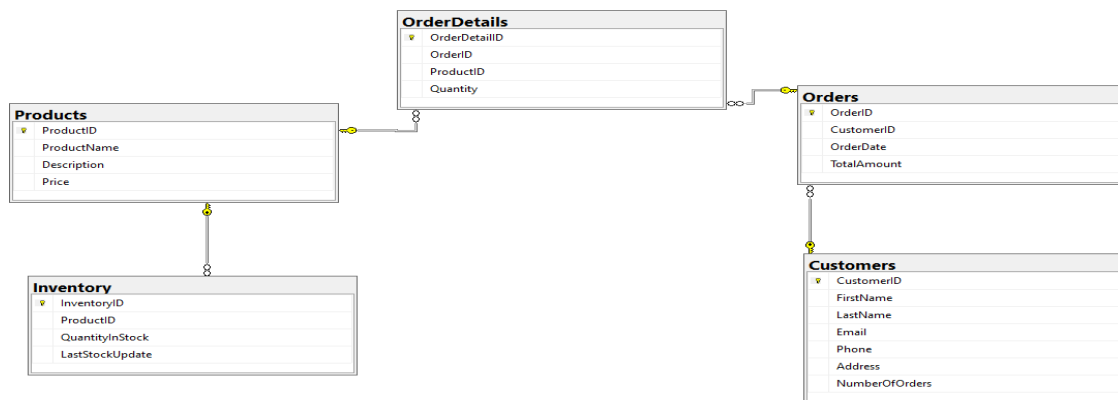 OrderDetails
OrderDetailID
OrderID
ProductID
Quantity
Products
ProductID
ProductName
Description
Price
Orders
OrderID
CustomerID
OrderDate
TotalAmount
Inventory
InventoryID
ProductID
QuantityInStock
LastStockUpdate
Customers
CustomerID
FirstName
LastName
Email
Phone
Address
NumberOfOrders